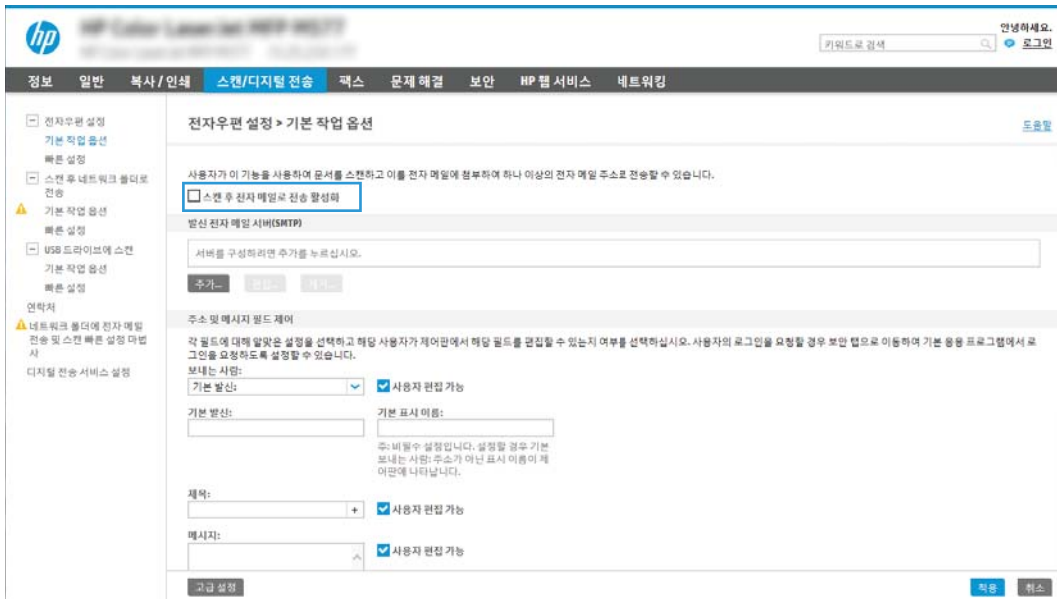 hp
안녕하세요.
키워드로 검색
로그인
정보 일반 복사 / 인쇄 스캔/디지털 전송 팩스 문제 해결 보안 HP 웹 서비스 네트워킹
전자우편 설정
기본 작업 옵션
빠른 설정
스캔 후 네트워크 폴더로
전송
기본 작업 옵션
빠른 설정
USB 드라이브에 스캔
기본 작업 옵션
빠른 설정
연락처
네트워크 폴더에 전자 메일
전송 및 스캔 빠른 설정 마법
사
디지털 전송 서비스 설정
전자우편 설정 > 기본 작업 옵션
도움말
사용자가 이 기능을 사용하여 문서를 스캔하고 이를 전자 메일에 첨부하여 하나 이상의 전자 메일 주소로 전송할 수 있습니다.
스캔 후 전자 메일로 전송 활성화
발신 전자 메일 서버(SMTP)
서버를 구성하려면 추가를 누르십시오.
추가... 편집... 제거...
주소 및 메시지 필드 제어
각 필드에 대해 알맞은 설정을 선택하고 해당 사용자가 제어판에서 해당 필드를 편집할 수 있는지 여부를 선택하십시오. 사용자의 로그인을 요청할 경우 보안 탭으로 이동하여 기본 응용 프로그램에서 로
그인을 요청하도록 설정할 수 있습니다.
보내는 사람:
기본 발신: 사용자 편집 가능
기본 발신: 기본 표시 이름:
주: 비필수 설정입니다. 설정할 경우 기본
보내는 사람: 주소가 아닌 표시 이름이 제
어판에 나타납니다.
제목:
+ 사용자 편집 가능
메시지:
사용자 편집 가능
고급 설정 적용 취소